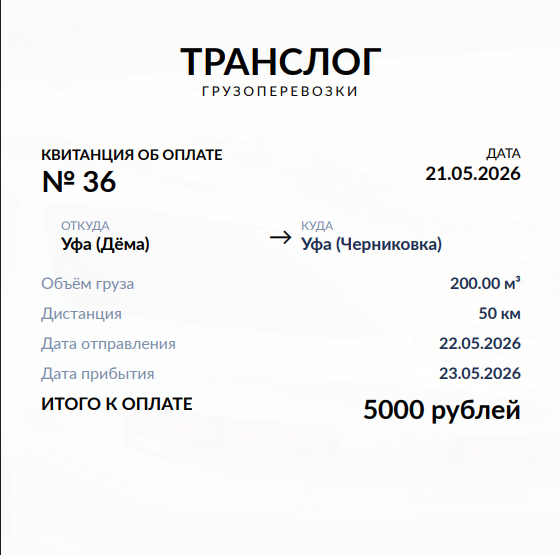 ТРАНСЛОГ
ГРУЗОПЕРЕВОЗКИ
КВИТАНЦИЯ ОБ ОПЛАТЕ
№ 36
ДАТА
21.05.2026
ОТКУДА
Уфа (Дёма)
→
КУДА
Уфа (Черниковка)
Объём груза 200.00 м³
Дистанция 50 км
Дата отправления 22.05.2026
Дата прибытия 23.05.2026
ИТОГО К ОПЛАТЕ 5000 рублей